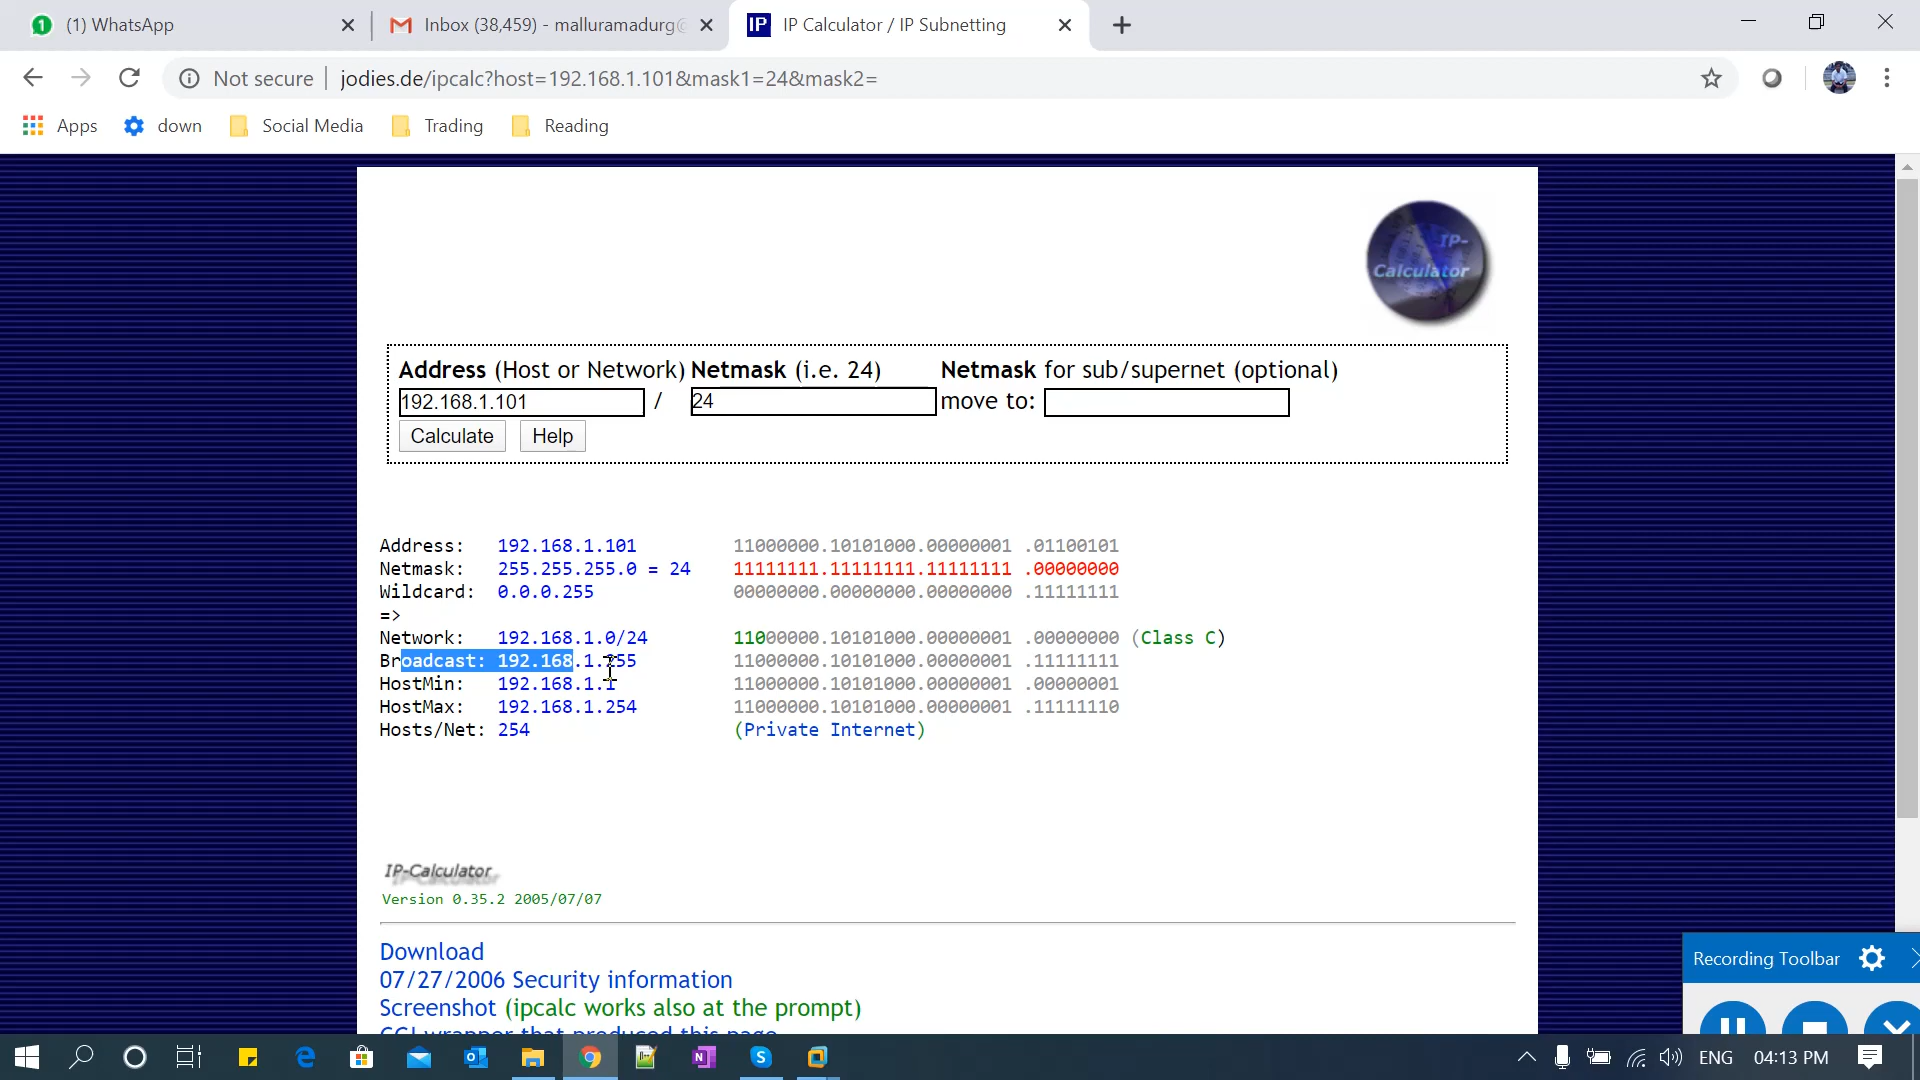 (1) WhatsApp
Inbox (38,459) - malluramadurg@
IP IP Calculator / IP Subnetting
Not secure jodies.de/ipcalc?host=192.168.1.101&mask1=24&mask2=
Apps down Social Media Trading Reading
IP-
Calculator
Address (Host or Network) Netmask (i.e. 24) Netmask for sub/supernet (optional)
192.168.1.101 / 24 move to:
Calculate Help
Address: 192.168.1.101 11000000.10101000.00000001 .01100101
Netmask: 255.255.255.0 = 24 11111111.11111111.11111111 .00000000
Wildcard: 0.0.0.255 00000000.00000000.00000000 .11111111
=>
Network: 192.168.1.0/24 11000000.10101000.00000001 .00000000 (Class C)
Broadcast: 192.168.1.255 11000000.10101000.00000001 .11111111
HostMin: 192.168.1.1 11000000.10101000.00000001 .00000001
HostMax: 192.168.1.254 11000000.10101000.00000001 .11111110
Hosts/Net: 254 (Private Internet)
IP-Calculator
Version 0.35.2 2005/07/07
Download
07/27/2006 Security information
Screenshot (ipcalc works also at the prompt)
CGI wrapper that produced this page
Recording Toolbar
ENG 04:13 PM